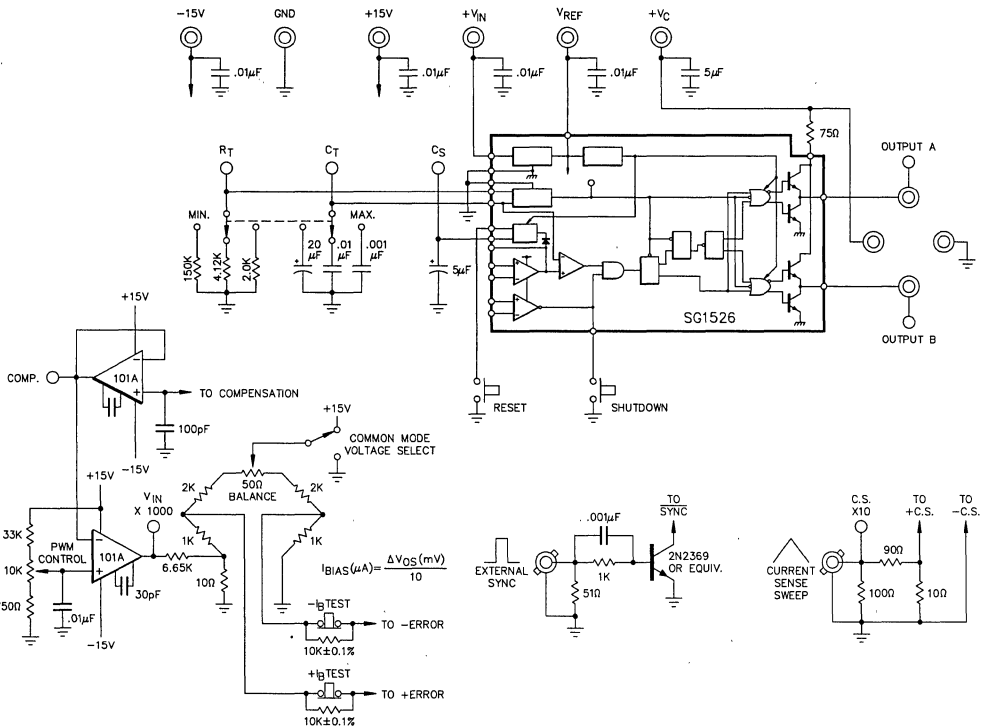 -15V
GND
+15V
+VIN
VREF
+VC
.01μF
.01μF
.01μF
.01μF
5μF
75Ω
RT
CT
CS
OUTPUT A
MIN.
MAX.
150K
4.12K
2.0K
20 μF
.01 μF
.001 μF
5μF
SG1526
OUTPUT B
+15V
COMP.
101A
TO COMPENSATION
100pF
-15V
RESET
SHUTDOWN
+15V
COMMON MODE
VOLTAGE SELECT
+15V
VIN
X 1000
2K
50Ω
BALANCE
2K
33K
PWM
CONTROL
10K
101A
6.65K
1K
1K
10Ω
30pF
.01μF
-15V
IBIAS(μA)= ΔVOS(mV)
10
-IB TEST
TO -ERROR
10K±0.1%
+IB TEST
TO +ERROR
10K±0.1%
TO
SYNC
.001μF
2N2369
OR EQUIV.
EXTERNAL
SYNC
1K
51Ω
C.S.
X10
TO
+C.S.
TO
-C.S.
90Ω
CURRENT
SENSE
SWEEP
100Ω
10Ω